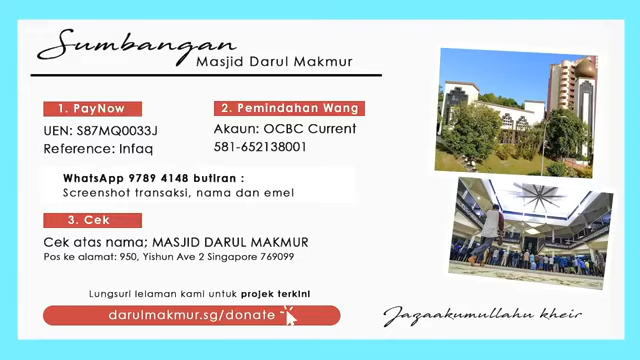 Sumbangan
Masjid Darul Makmur
1. PayNow
UEN: S87MQ0033J
Reference: Infaq
2. Pemindahan Wang
Akaun: OCBC Current
581-652138001
WhatsApp 9789 4148 butiran :
Screenshot transaksi, nama dan emel
3. Cek
Cek atas nama; MASJID DARUL MAKMUR
Pos ke alamat: 950, Yishun Ave 2 Singapore 769099
Lungsuri lelaman kami untuk projek terkini
darulmakmur.sg/donate
Jazaakumullahu kheir